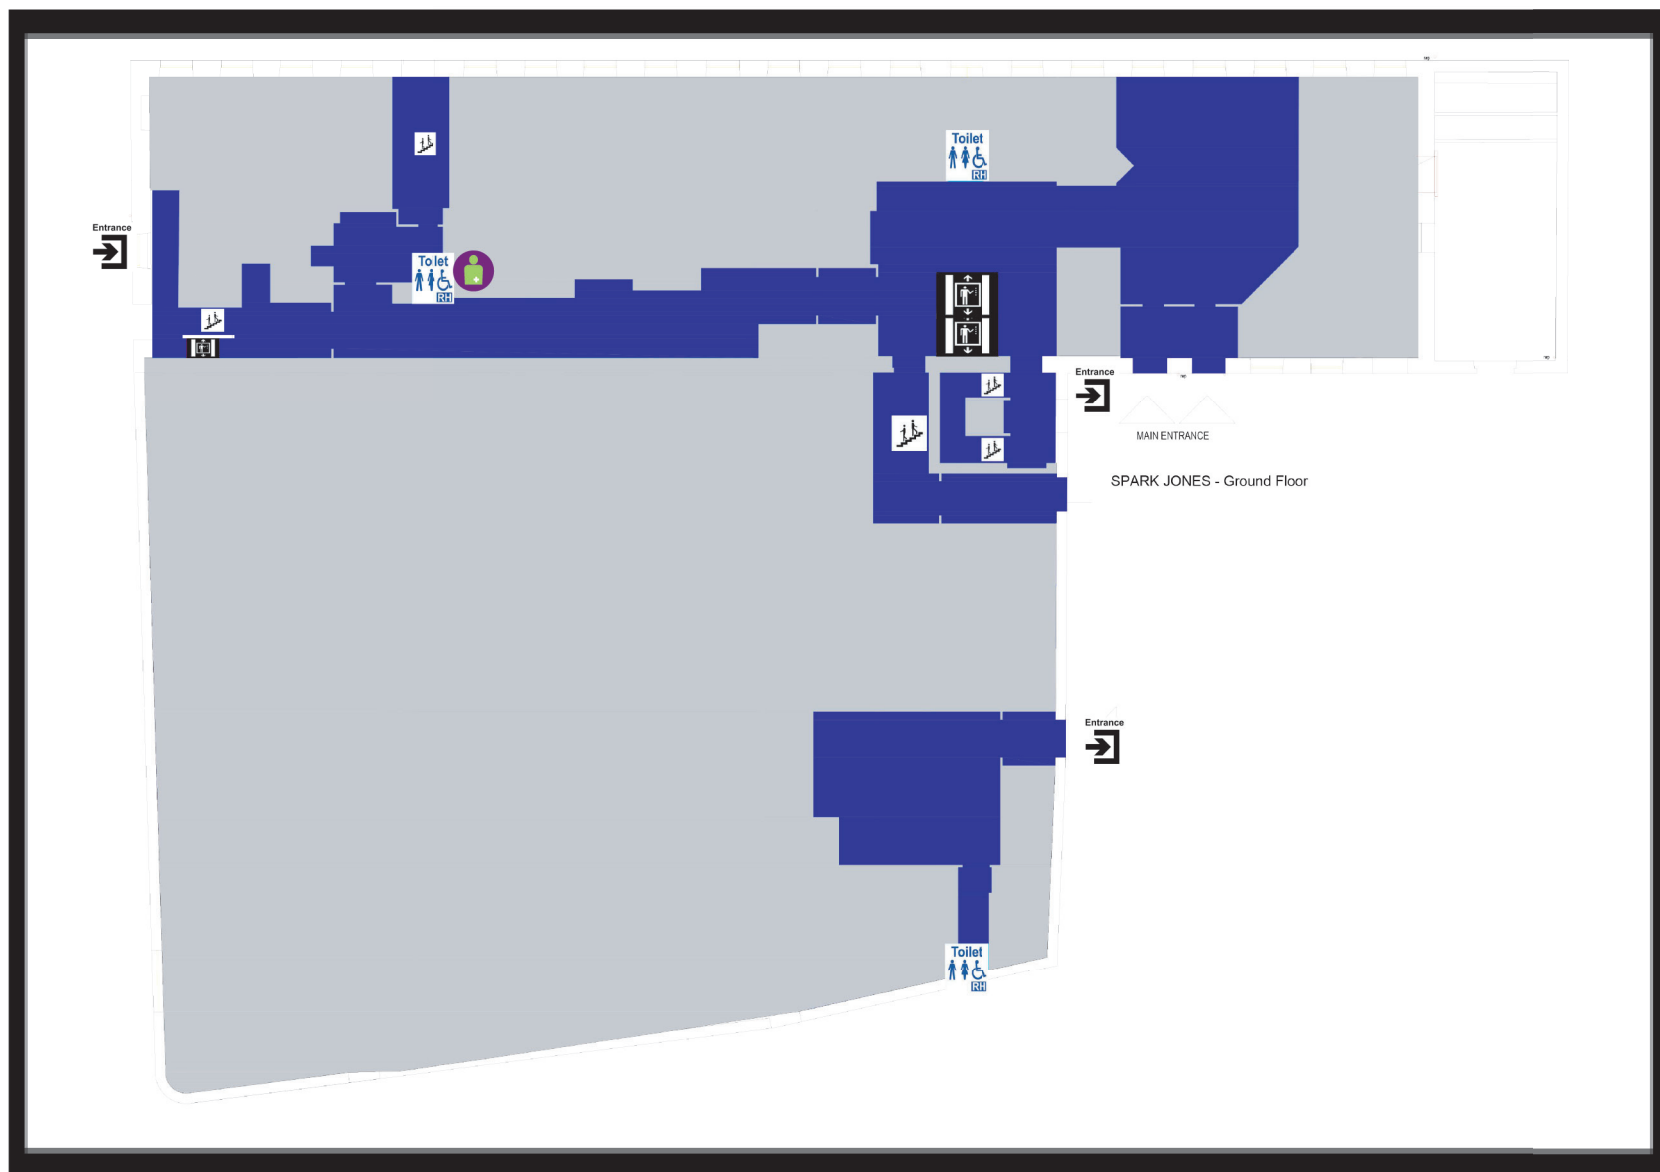 Toilet
RH
Entrance
Toilet
RH
Entrance
MAIN ENTRANCE
SPARK JONES - Ground Floor
Entrance
Toilet
RH